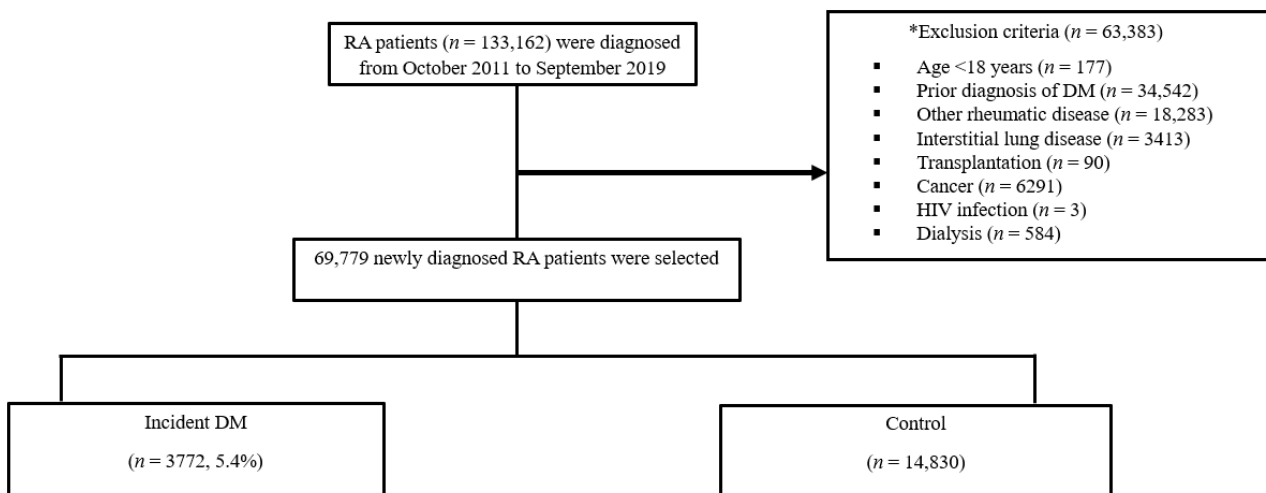 RA patients (n = 133,162) were diagnosed
from October 2011 to September 2019
*Exclusion criteria (n = 63,383)
▪ Age <18 years (n = 177)
▪ Prior diagnosis of DM (n = 34,542)
▪ Other rheumatic disease (n = 18,283)
▪ Interstitial lung disease (n = 3413)
▪ Transplantation (n = 90)
▪ Cancer (n = 6291)
▪ HIV infection (n = 3)
▪ Dialysis (n = 584)
69,779 newly diagnosed RA patients were selected
Incident DM
(n = 3772, 5.4%)
Control
(n = 14,830)